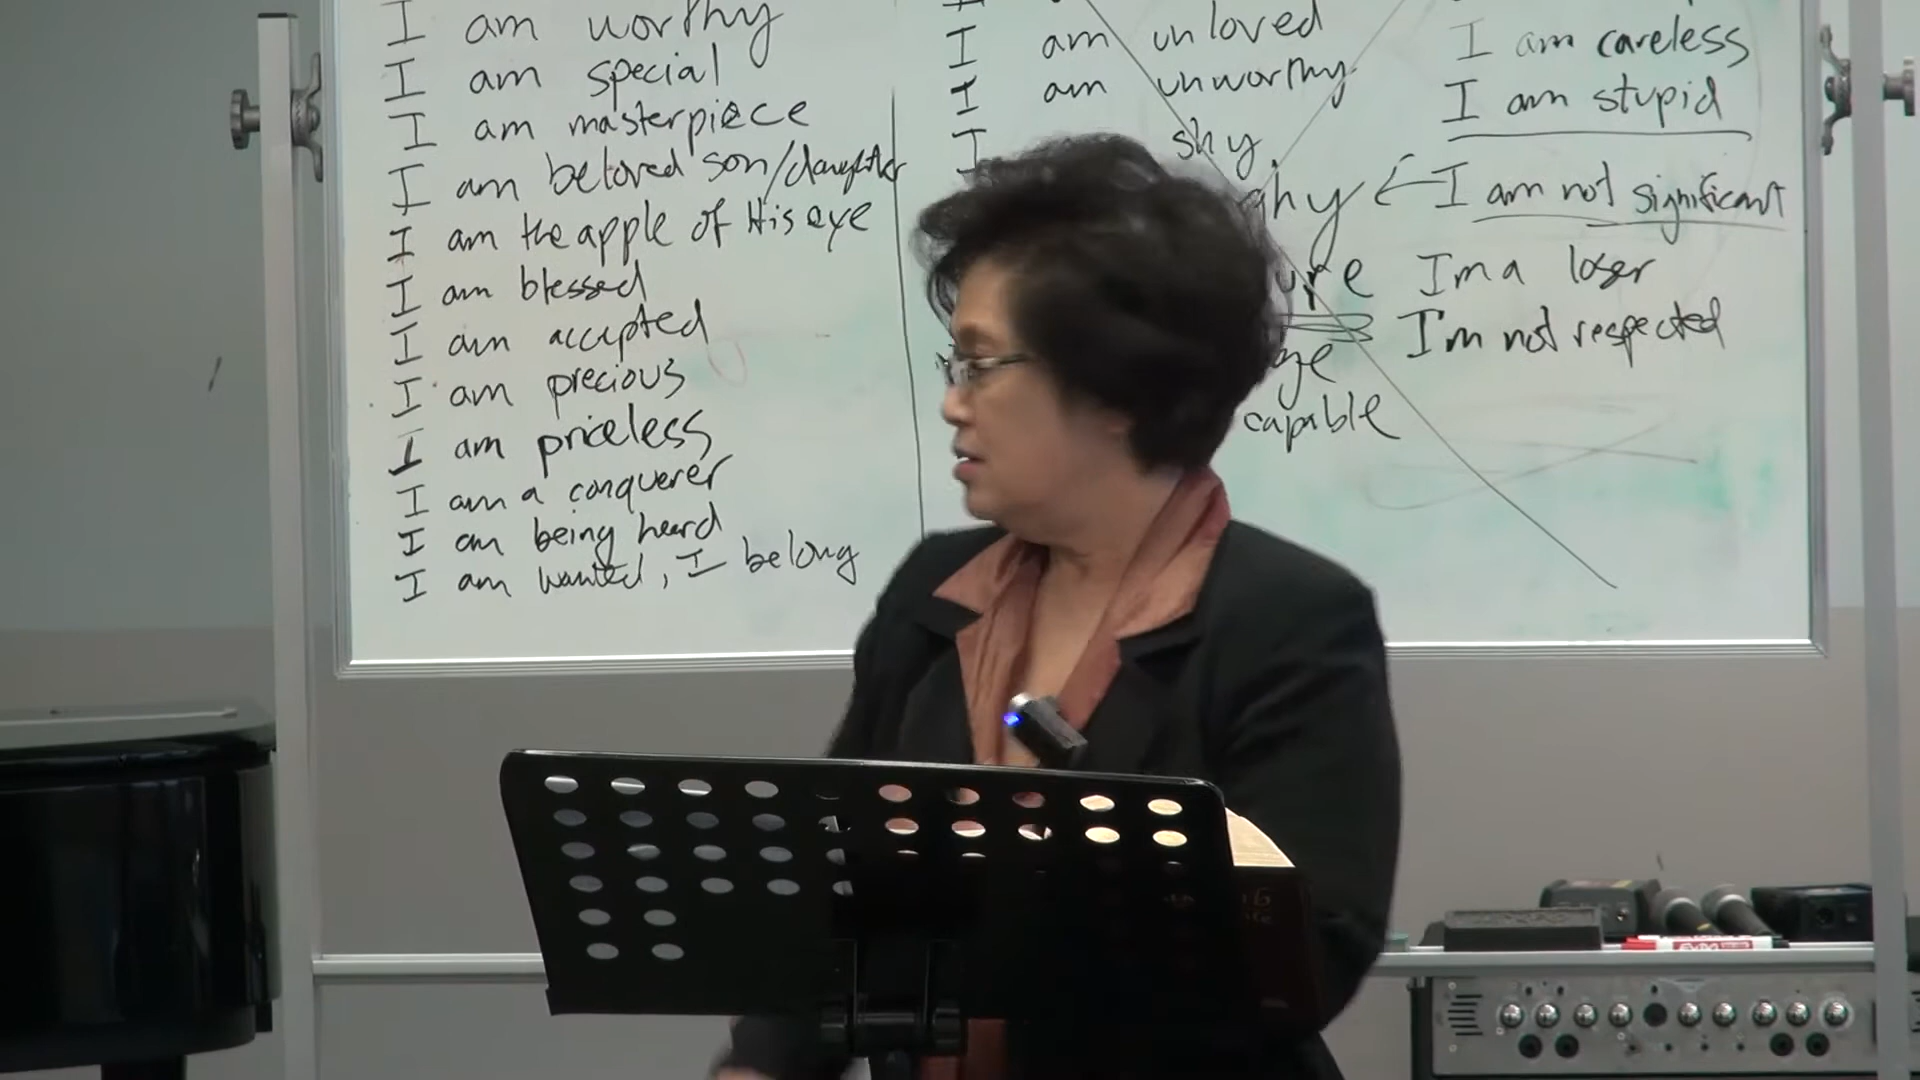 I am worthy
I am special
I am masterpiece
I am beloved son/daughter
I am the apple of His eye
I am blessed
I am accepted
I am precious
I am priceless
I am a conquerer
I am being heard
I am wanted, I belong
I am unloved
I am unworthy
I shy
capable
I am careless
I am stupid
I am not significant
Im a loser
I'm not respected
EXPO